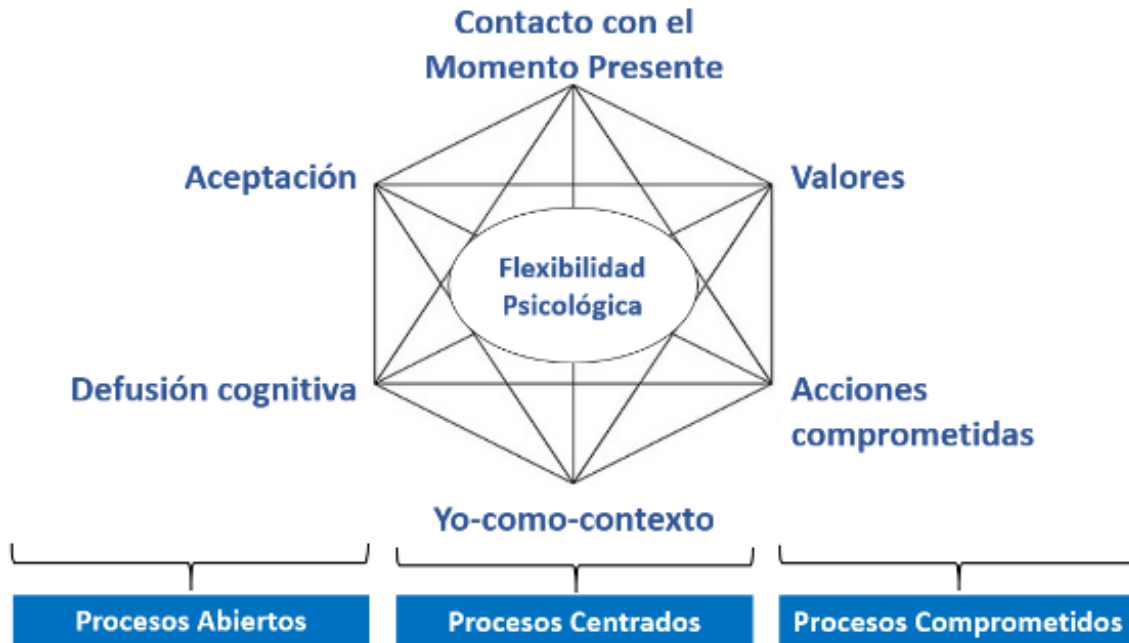 Contacto con el
Momento Presente
Aceptación
Valores
Flexibilidad
Psicológica
Defusión cognitiva
Acciones
comprometidas
Yo-como-contexto
Procesos Abiertos
Procesos Centrados
Procesos Comprometidos